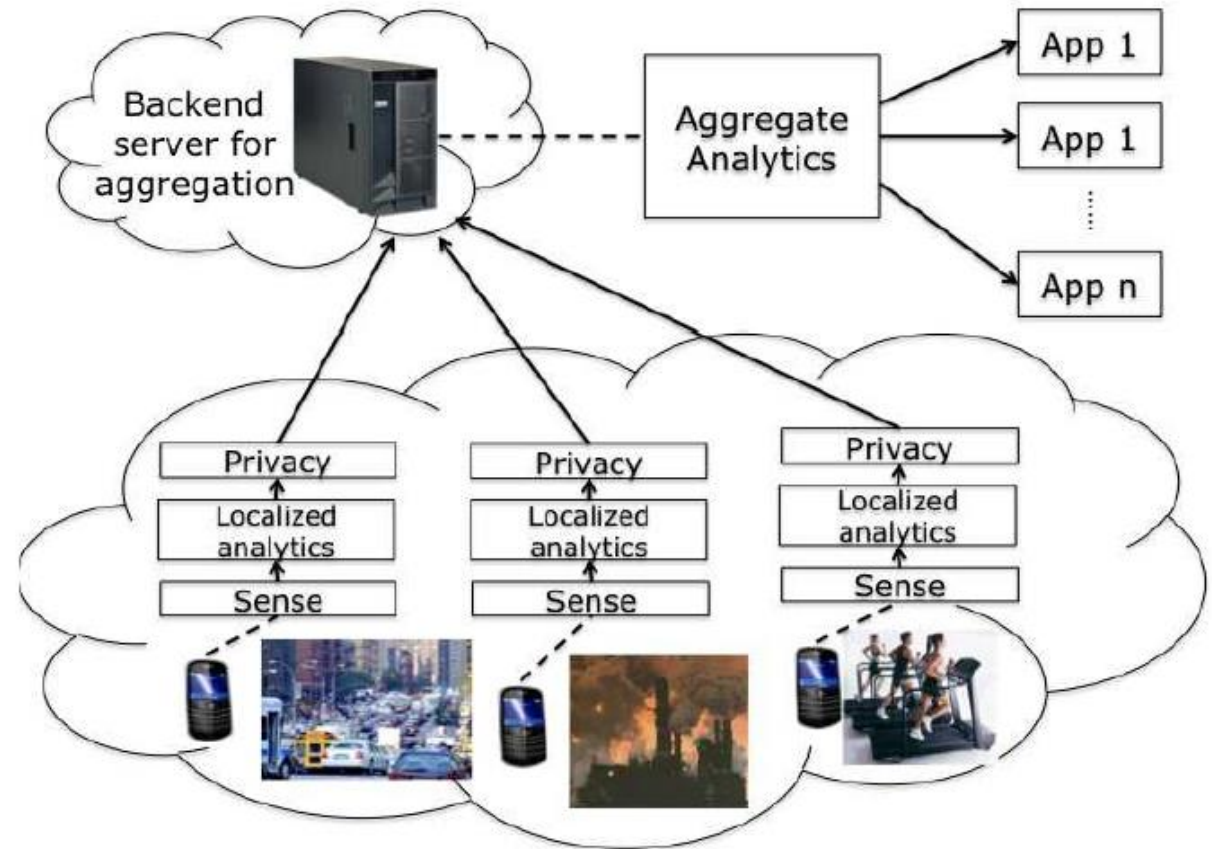 Backend
server for
aggregation
Aggregate
Analytics
App 1
App 1
App n
Privacy
Localized
analytics
Sense
Privacy
Localized
analytics
Sense
Privacy
Localized
analytics
Sense